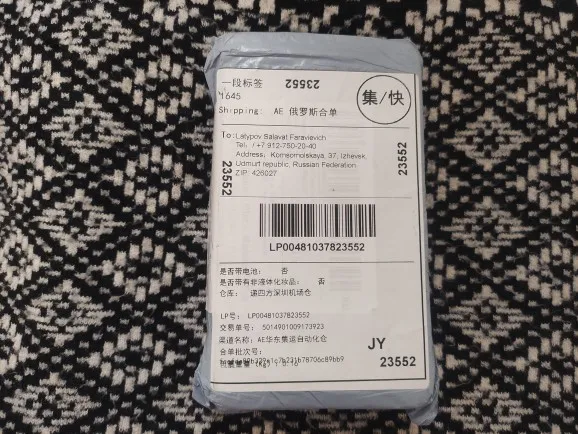 一段标签 23552
1645
集/快
Shipping: AE 俄罗斯合单
To: Latypov Salavat Faravievich
Tel: /+7 912-750-20-40
Address: Komsomolskaya, 37, Izhevsk,
Udmurt republic, Russian Federation
ZIP: 426027
23552
23552
LP00481037823552
是否带电池: 否
是否带有非液体化妆品: 否
仓库: 递四方深圳机场仓
LP号: LP00481037823552
交易单号: 5014901009173923
渠道名称: AE华东集运自动化仓
合单批次号:
JY
23552